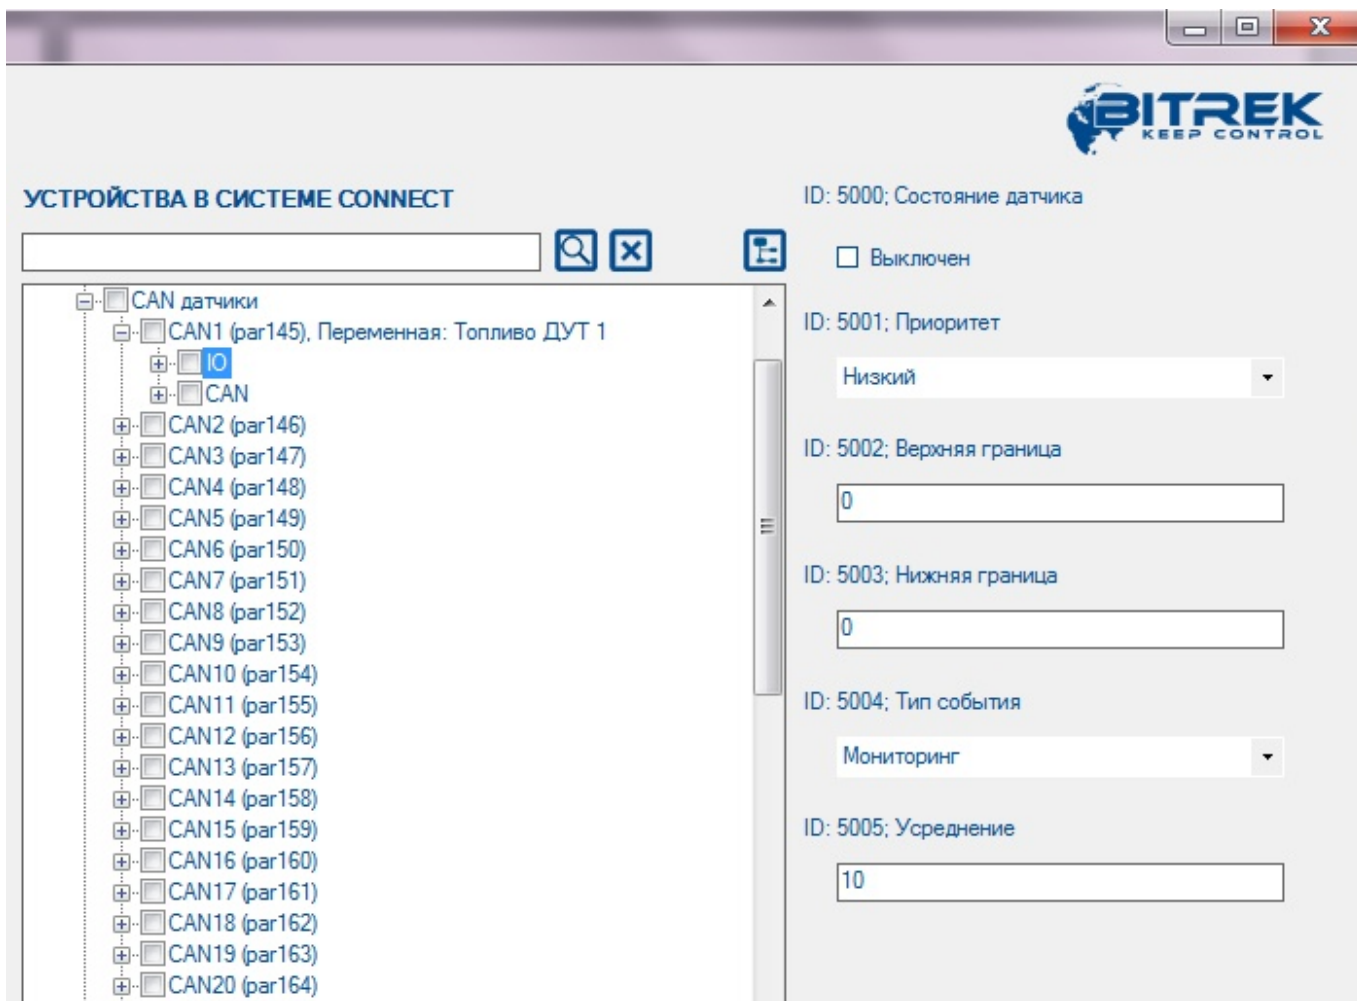 BITREK
KEEP CONTROL
УСТРОЙСТВА В СИСТЕМЕ CONNECT
CAN датчики
CAN1 (par145), Переменная: Топливо ДУТ 1
IO
CAN
CAN2 (par146)
CAN3 (par147)
CAN4 (par148)
CAN5 (par149)
CAN6 (par150)
CAN7 (par151)
CAN8 (par152)
CAN9 (par153)
CAN10 (par154)
CAN11 (par155)
CAN12 (par156)
CAN13 (par157)
CAN14 (par158)
CAN15 (par159)
CAN16 (par160)
CAN17 (par161)
CAN18 (par162)
CAN19 (par163)
CAN20 (par164)
ID: 5000; Состояние датчика
Выключен
ID: 5001; Приоритет
Низкий
ID: 5002; Верхняя граница
0
ID: 5003; Нижняя граница
0
ID: 5004; Тип события
Мониторинг
ID: 5005; Усреднение
10